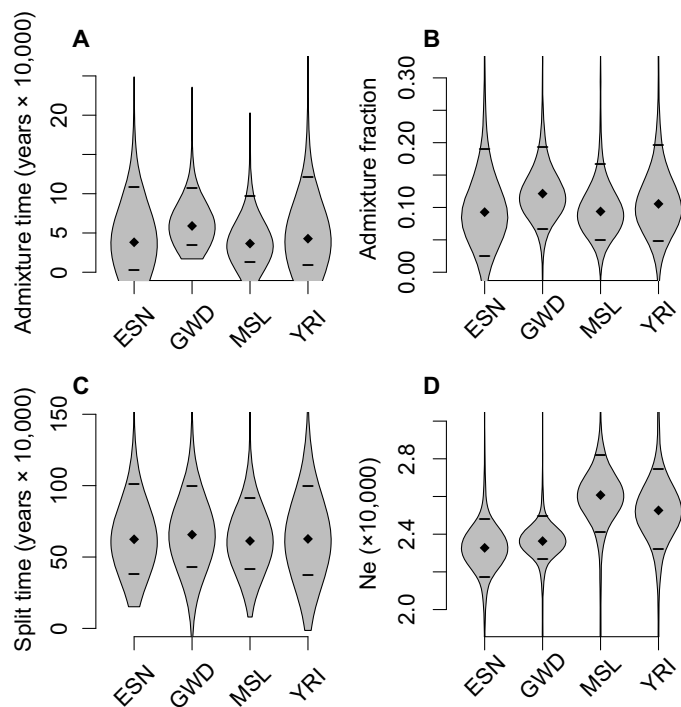 A
Admixture time (years × 10,000)
20
10
5
0
ESN
GWD
MSL
YRI
B
Admixture fraction
0.30
0.20
0.10
0.00
ESN
GWD
MSL
YRI
C
Split time (years × 10,000)
150
100
50
0
ESN
GWD
MSL
YRI
D
Ne (×10,000)
2.8
2.4
2.0
ESN
GWD
MSL
YRI